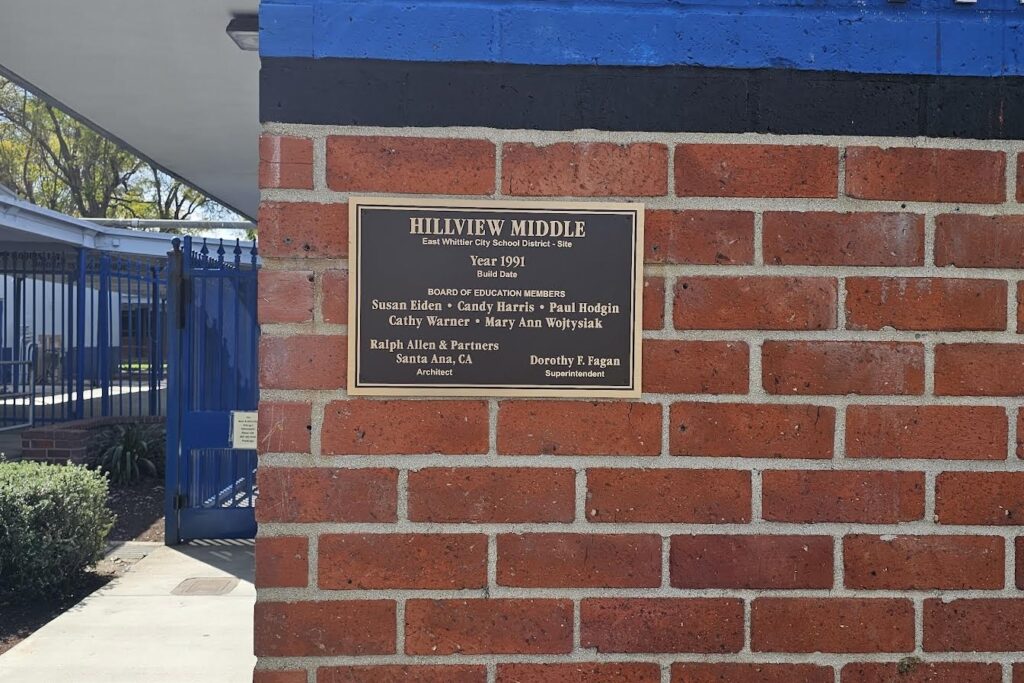 HILLVIEW MIDDLE
East Whittier City School District - Site
Year 1991
Build Date
BOARD OF EDUCATION MEMBERS
Susan Eiden • Candy Harris • Paul Hodgin
Cathy Warner • Mary Ann Wojtysiak
Ralph Allen & Partners
Santa Ana, CA
Architect
Dorothy F. Fagan
Superintendent